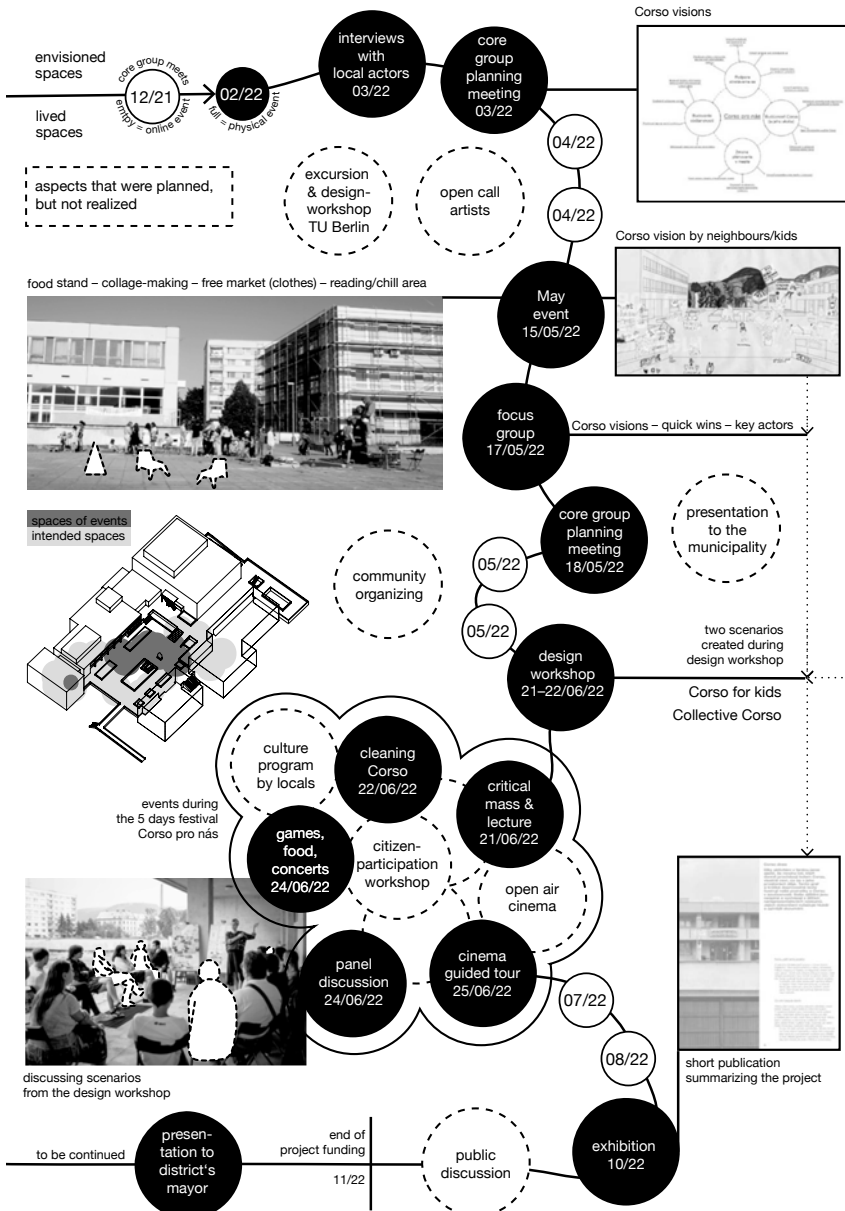 Corso visions
envisioned
spaces
lived
spaces
core group meets
12/21
emtpy = online event
02/22
full = physical event
interviews
with
local actors
03/22
core
group
planning
meeting
03/22
Corso pro nás
04/22
04/22
aspects that were planned,
but not realized
excursion
& design-
workshop
TU Berlin
open call
artists
Corso vision by neighbours/kids
food stand – collage-making – free market (clothes) – reading/chill area
May
event
15/05/22
focus
group
17/05/22
Corso visions – quick wins – key actors
core group
planning
meeting
18/05/22
presentation
to the
municipality
spaces of events
intended spaces
community
organizing
05/22
05/22
design
workshop
21–22/06/22
two scenarios
created during
design workshop
Corso for kids
Collective Corso
culture
program
by locals
cleaning
Corso
22/06/22
critical
mass &
lecture
21/06/22
events during
the 5 days festival
Corso pro nás
games,
food,
concerts
24/06/22
citizen-
participation
workshop
open air
cinema
panel
discussion
24/06/22
cinema
guided tour
25/06/22
07/22
08/22
discussing scenarios
from the design workshop
short publication
summarizing the project
to be continued
presen-
tation to
district's
mayor
end of
project funding
11/22
public
discussion
exhibition
10/22